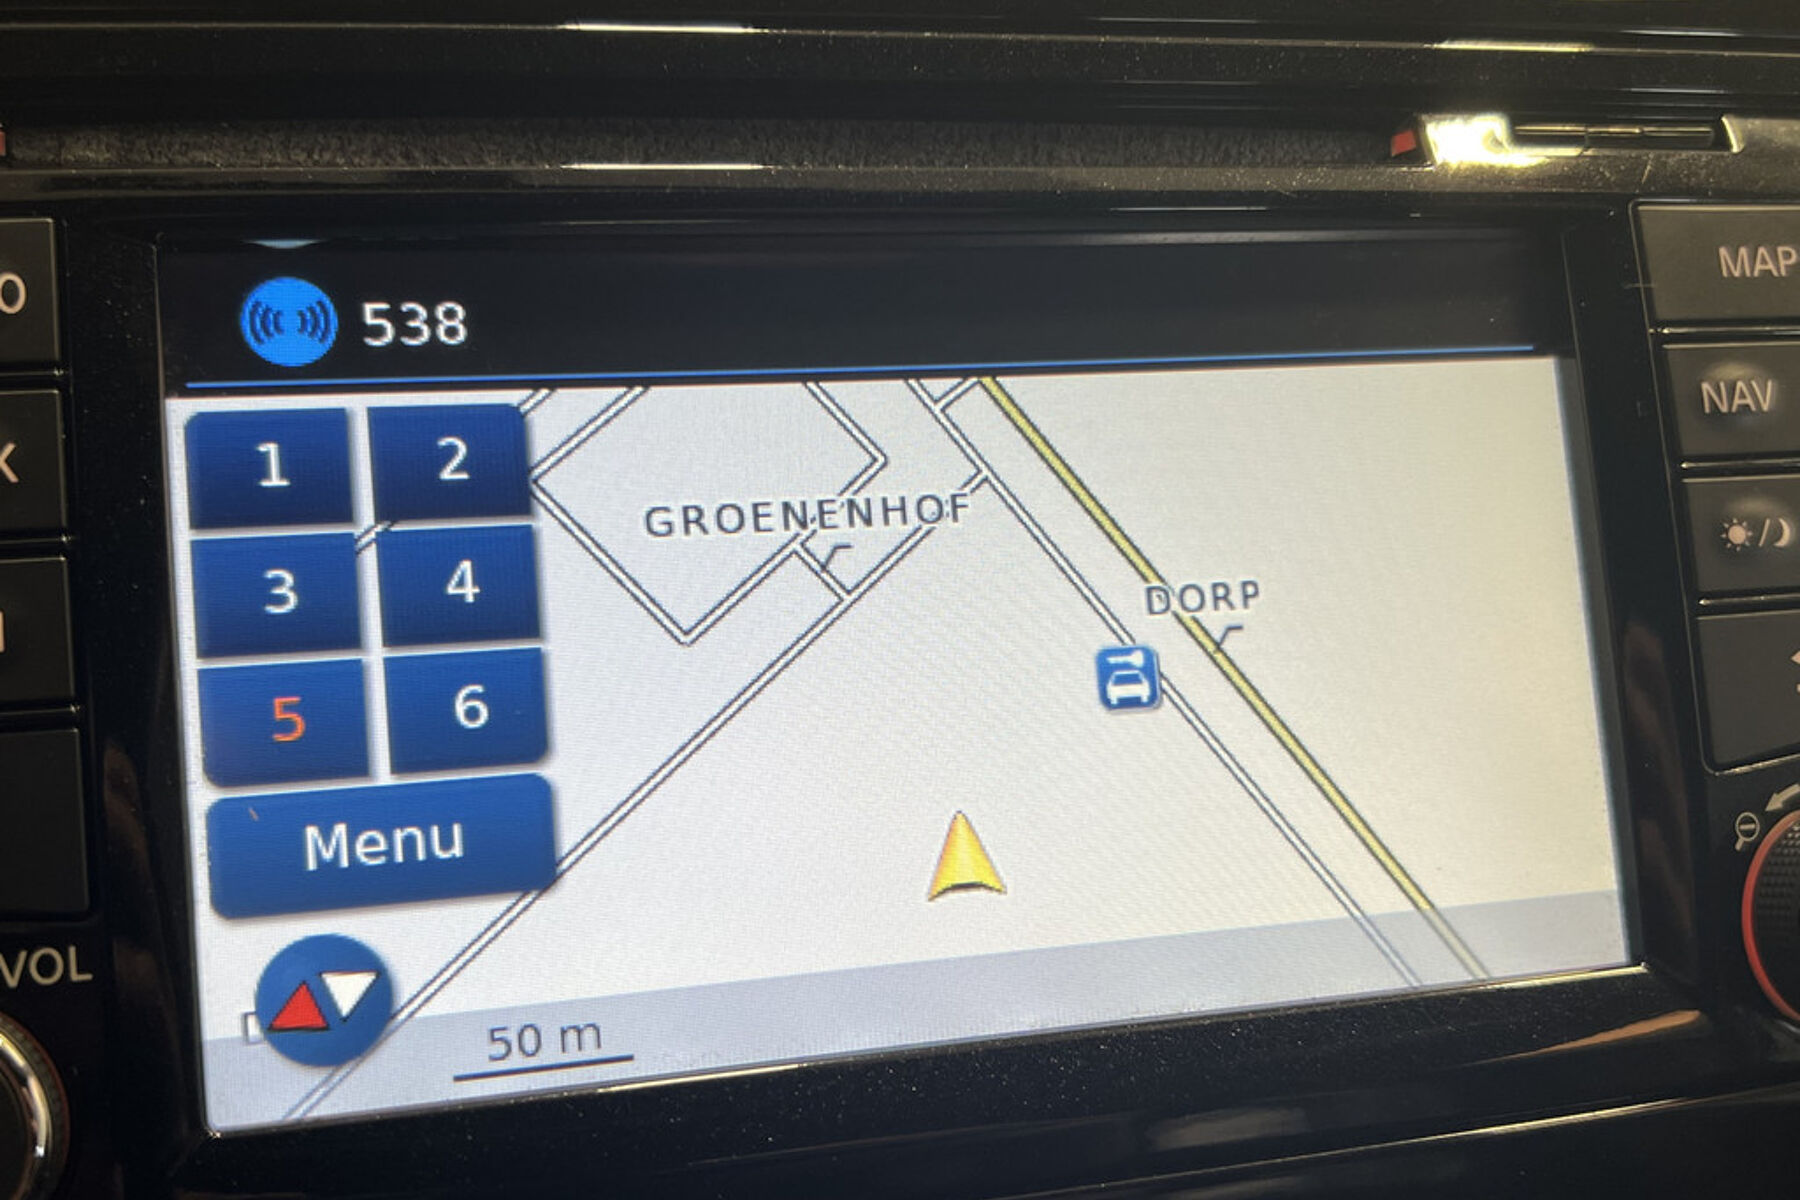 538
1 2
3 4
5 6
Menu
GROENENHOF
DORP
50 m
MAP
NAV
VOL